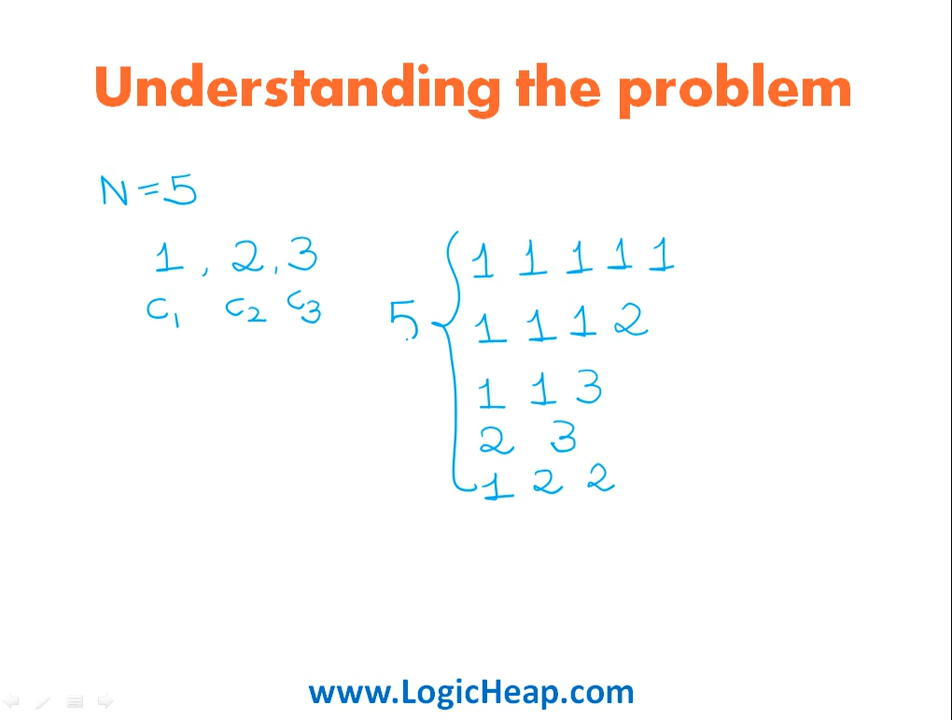 Understanding the problem
N=5
1, 2, 3
C1 C2 C3
5
1 1 1 1 1
1 1 1 2
1 1 3
2 3
1 2 2
www.LogicHeap.com